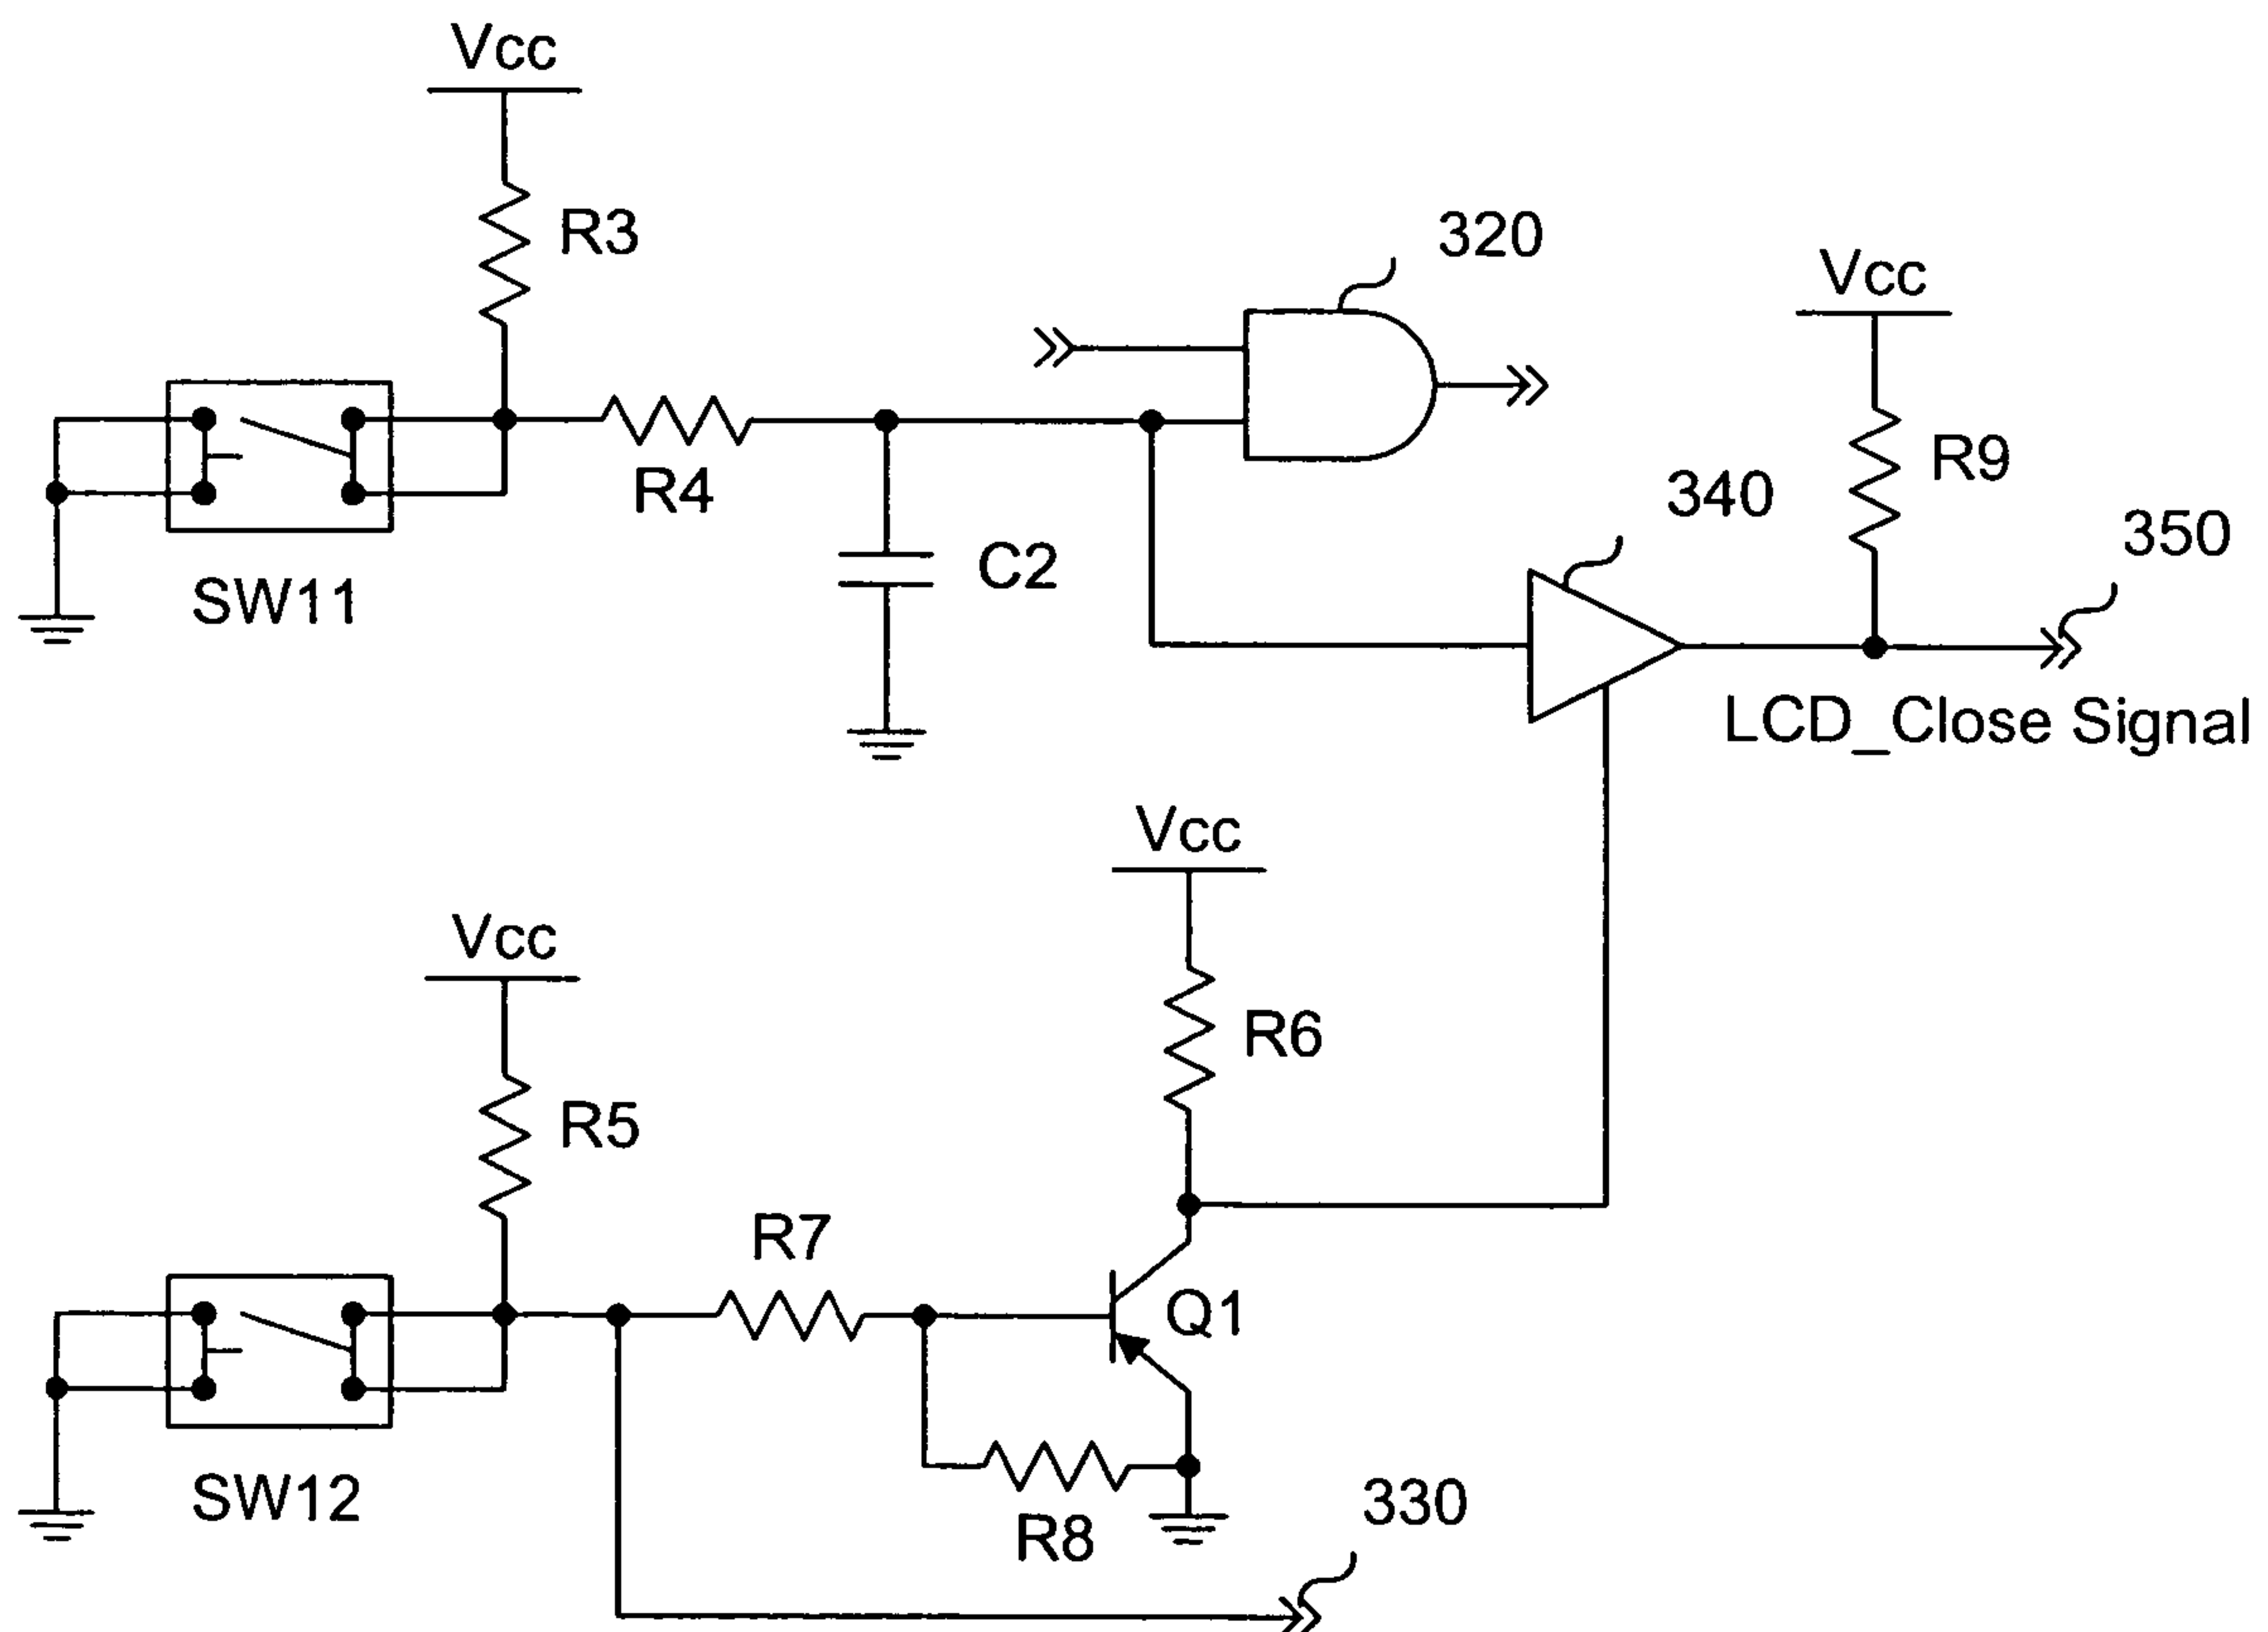 Vcc
R3
320
Vcc
R9
R4
340
350
C2
SW11
LCD_Close Signal
Vcc
Vcc
R6
R5
R7
Q1
SW12
330
R8